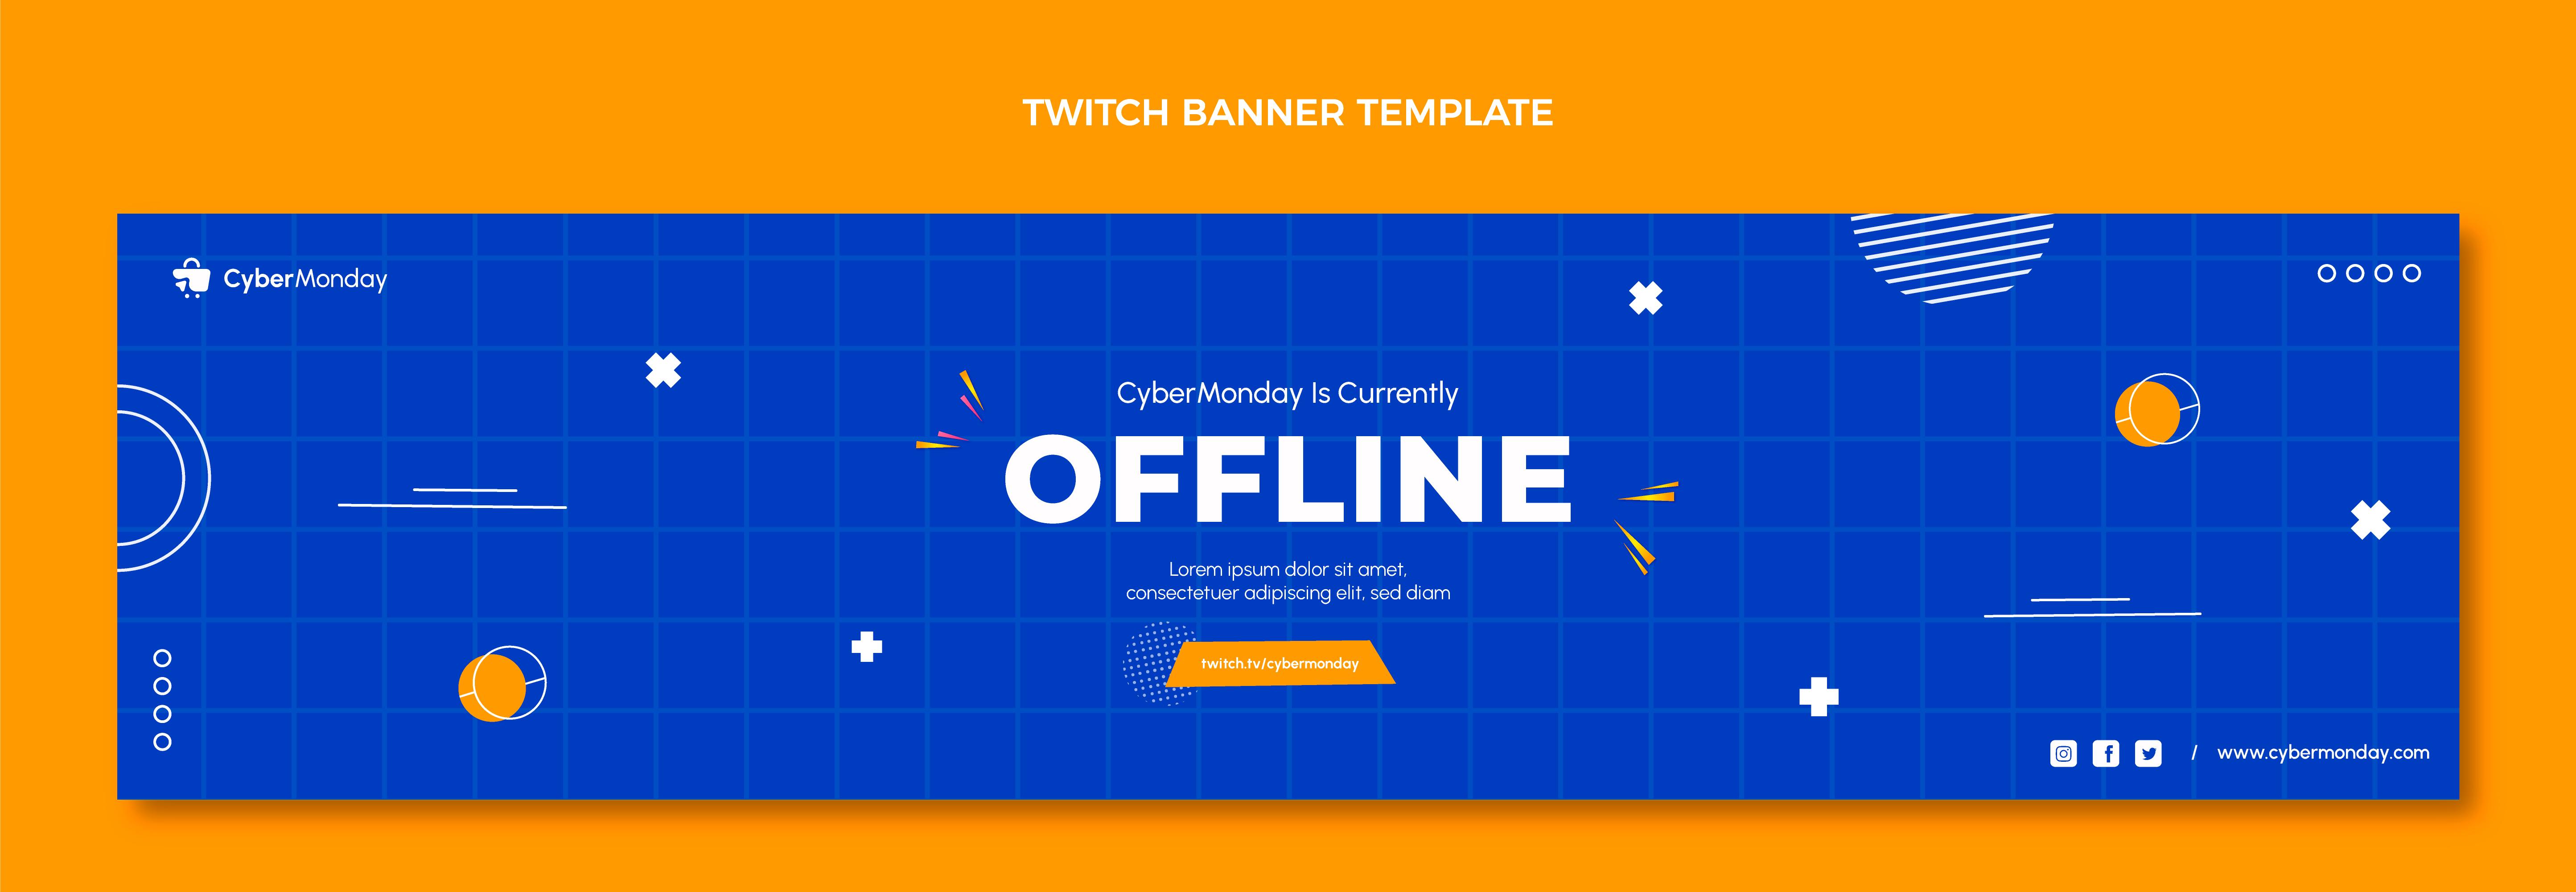 TWITCH BANNER TEMPLATE
CyberMonday
CyberMonday Is Currently
OFFLINE
Lorem ipsum dolor sit amet,
consectetuer adipiscing elit, sed diam
twitch.tv/cybermonday
/ www.cybermonday.com